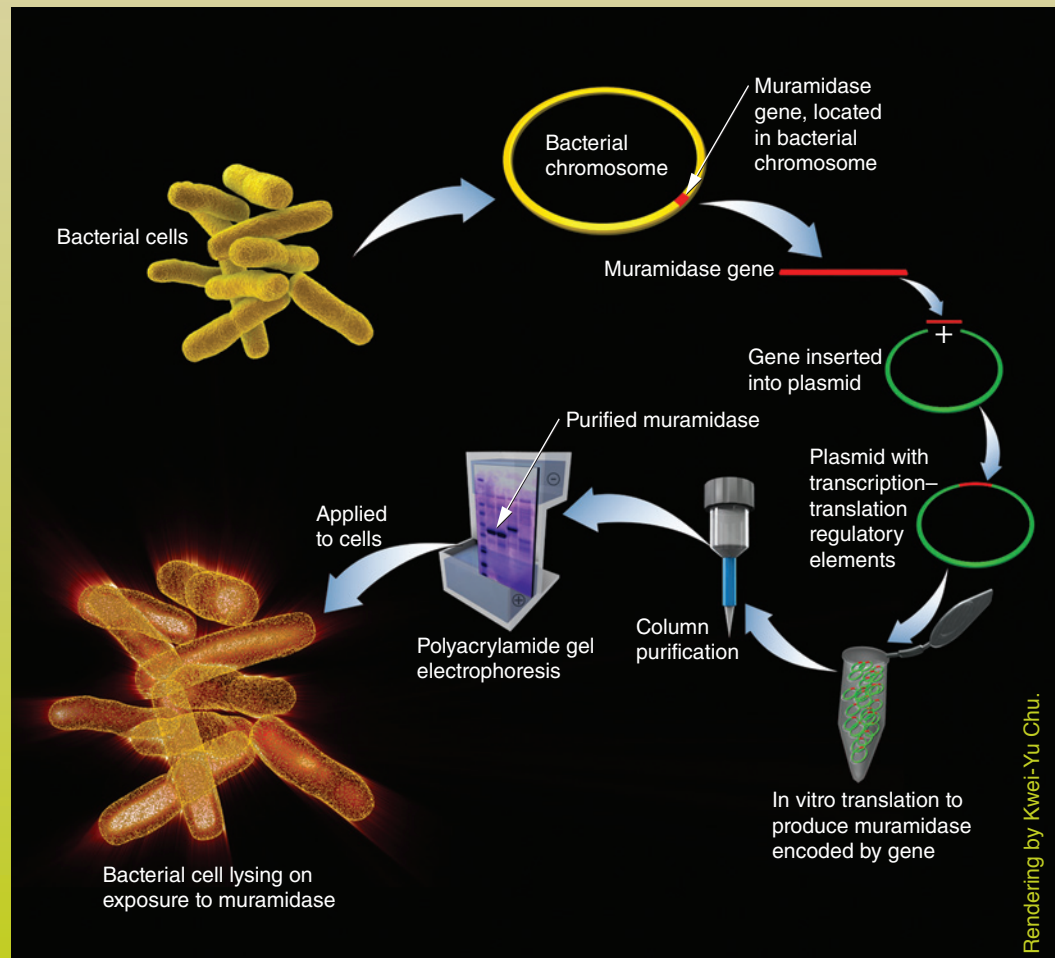 Muramidase
gene, located
in bacterial
chromosome
Bacterial
chromosome
Bacterial cells
Muramidase gene
+
Gene inserted
into plasmid
Purified muramidase
Plasmid with
transcription–
translation
regulatory
elements
Applied
to cells
−
+
Polyacrylamide gel
electrophoresis
Column
purification
In vitro translation to
produce muramidase
encoded by gene
Bacterial cell lysing on
exposure to muramidase
Rendering by Kwei-Yu Chu.